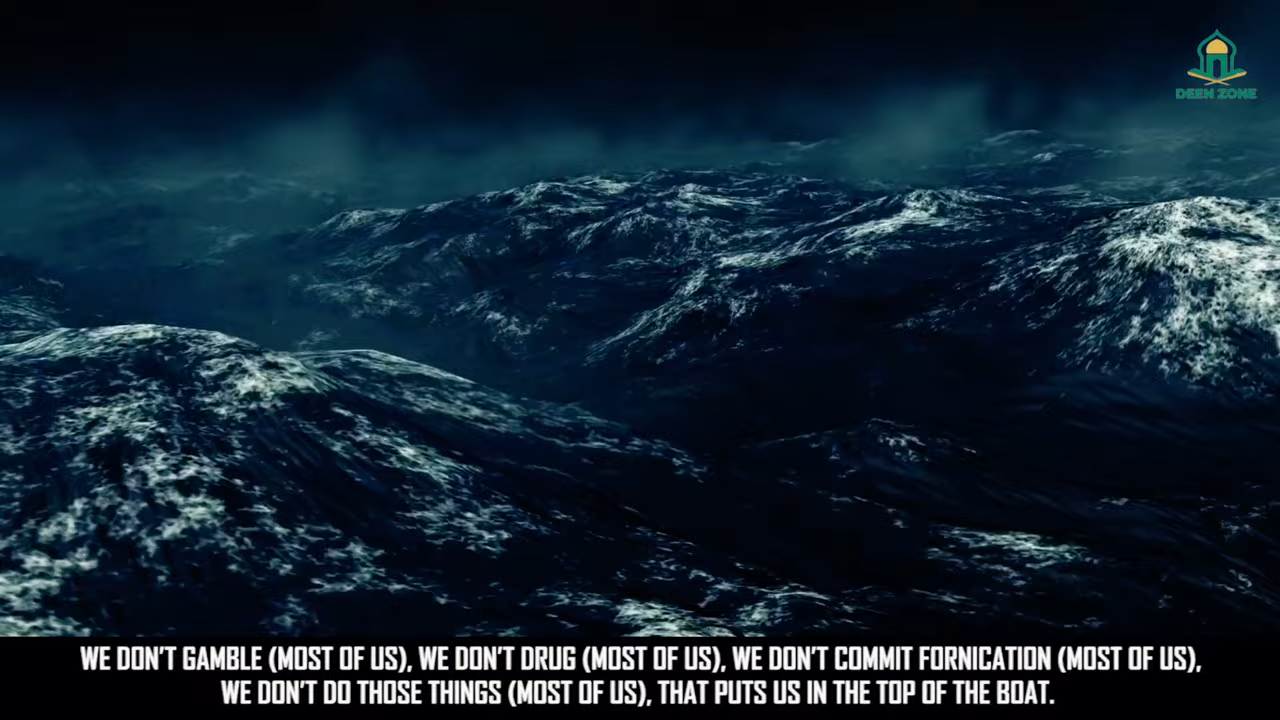 DEEN ZONE
WE DON'T GAMBLE (MOST OF US), WE DON'T DRUG (MOST OF US), WE DON'T COMMIT FORNICATION (MOST OF US),
WE DON'T DO THOSE THINGS (MOST OF US), THAT PUTS US IN THE TOP OF THE BOAT.